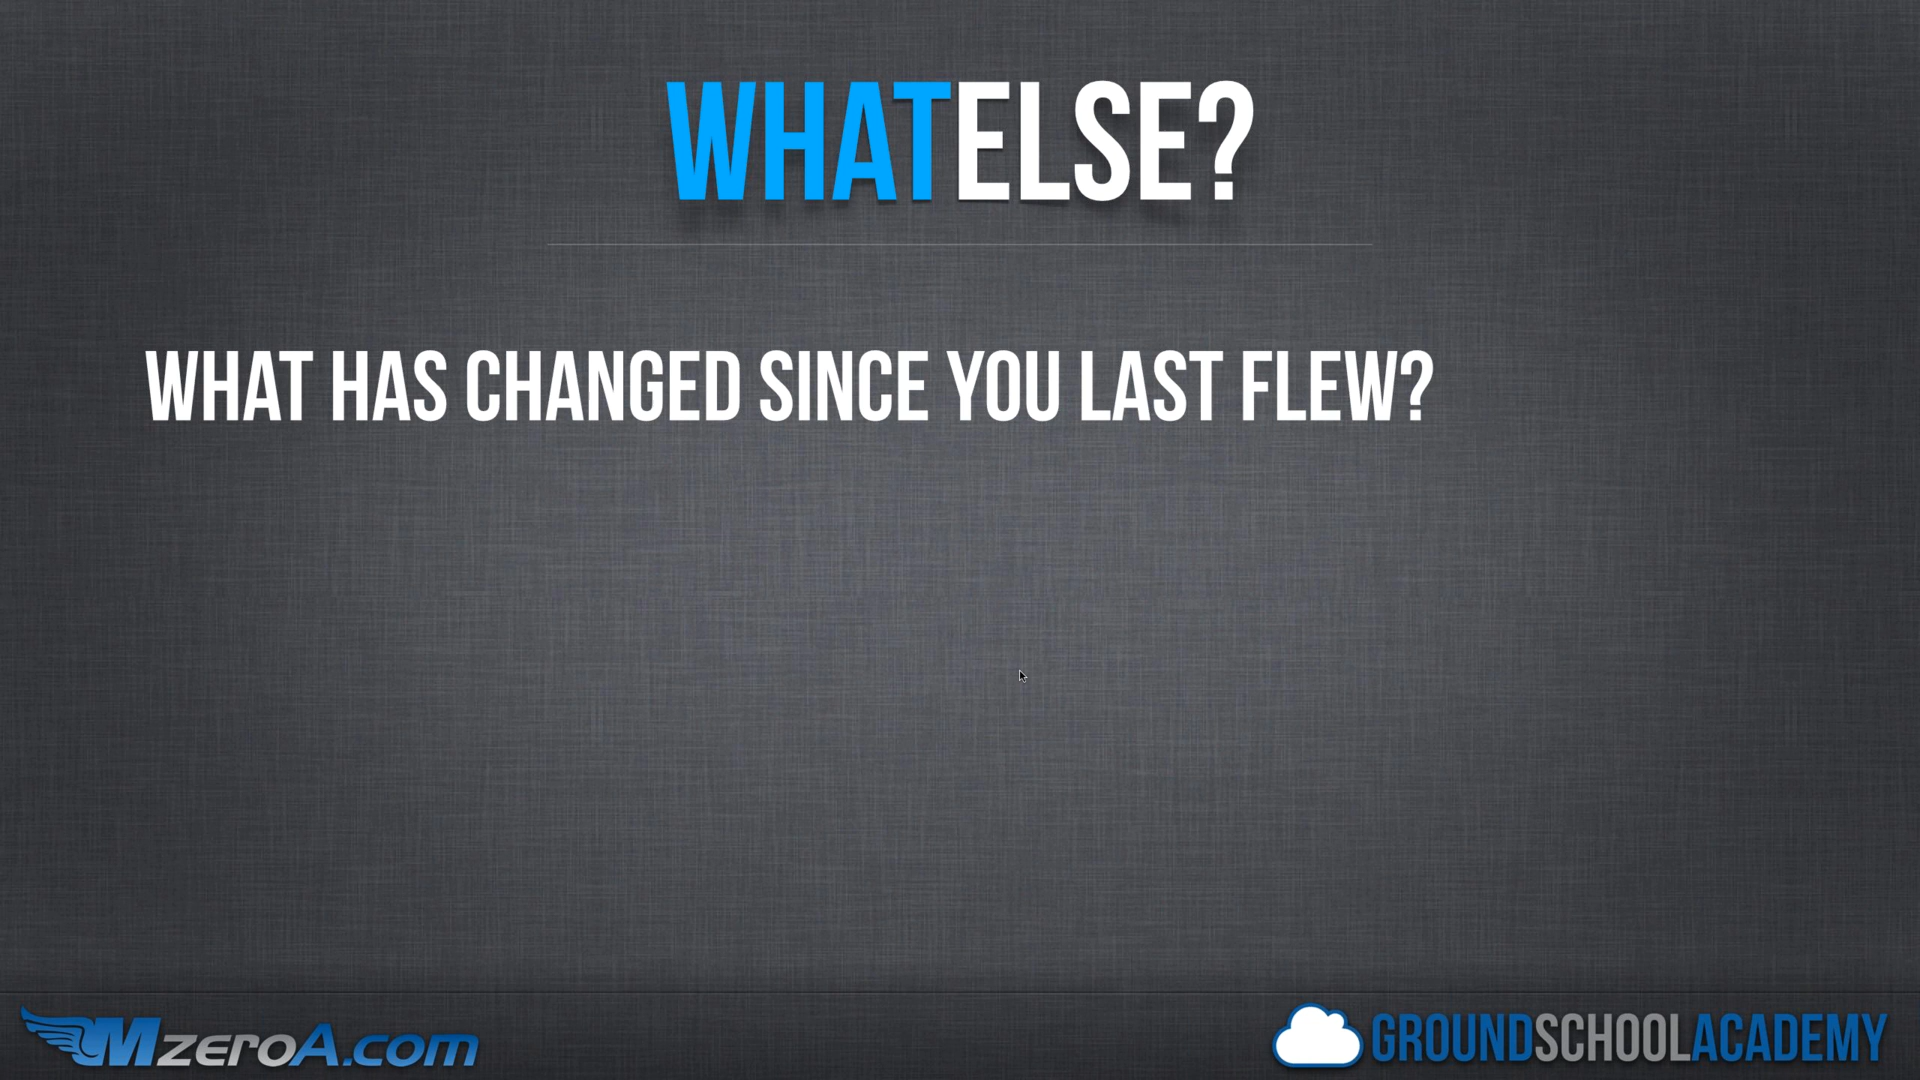 WHATELSE?
WHAT HAS CHANGED SINCE YOU LAST FLEW?
MzeroA.com
GROUNDSCHOOLACADEMY